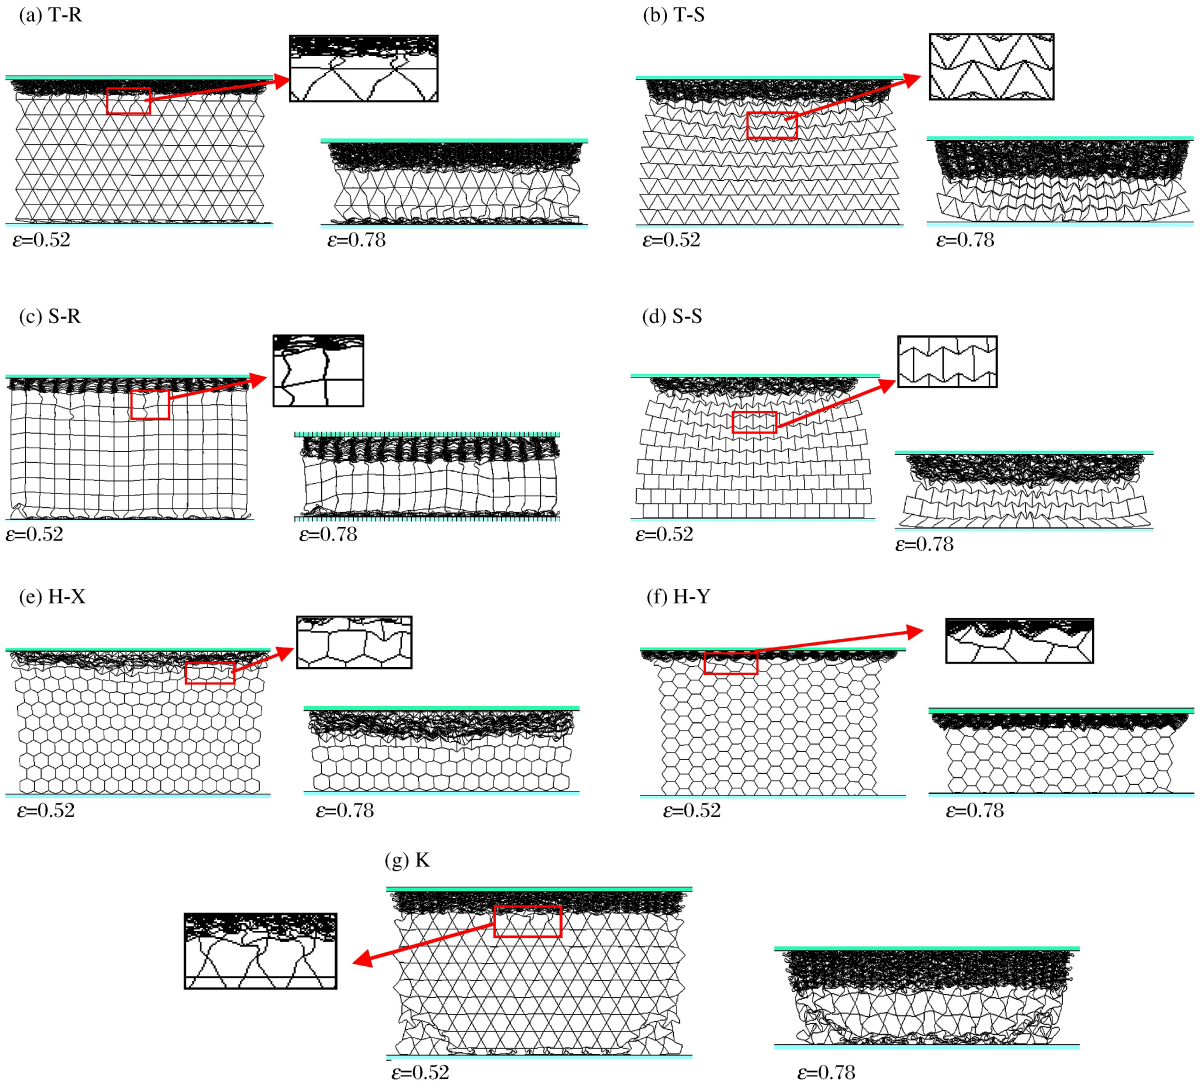 (a) T-R
(b) T-S
ε=0.52
ε=0.78
ε=0.52
ε=0.78
(c) S-R
(d) S-S
ε=0.52
ε=0.78
ε=0.52
ε=0.78
(e) H-X
(f) H-Y
ε=0.52
ε=0.78
ε=0.52
ε=0.78
(g) K
ε=0.52
ε=0.78